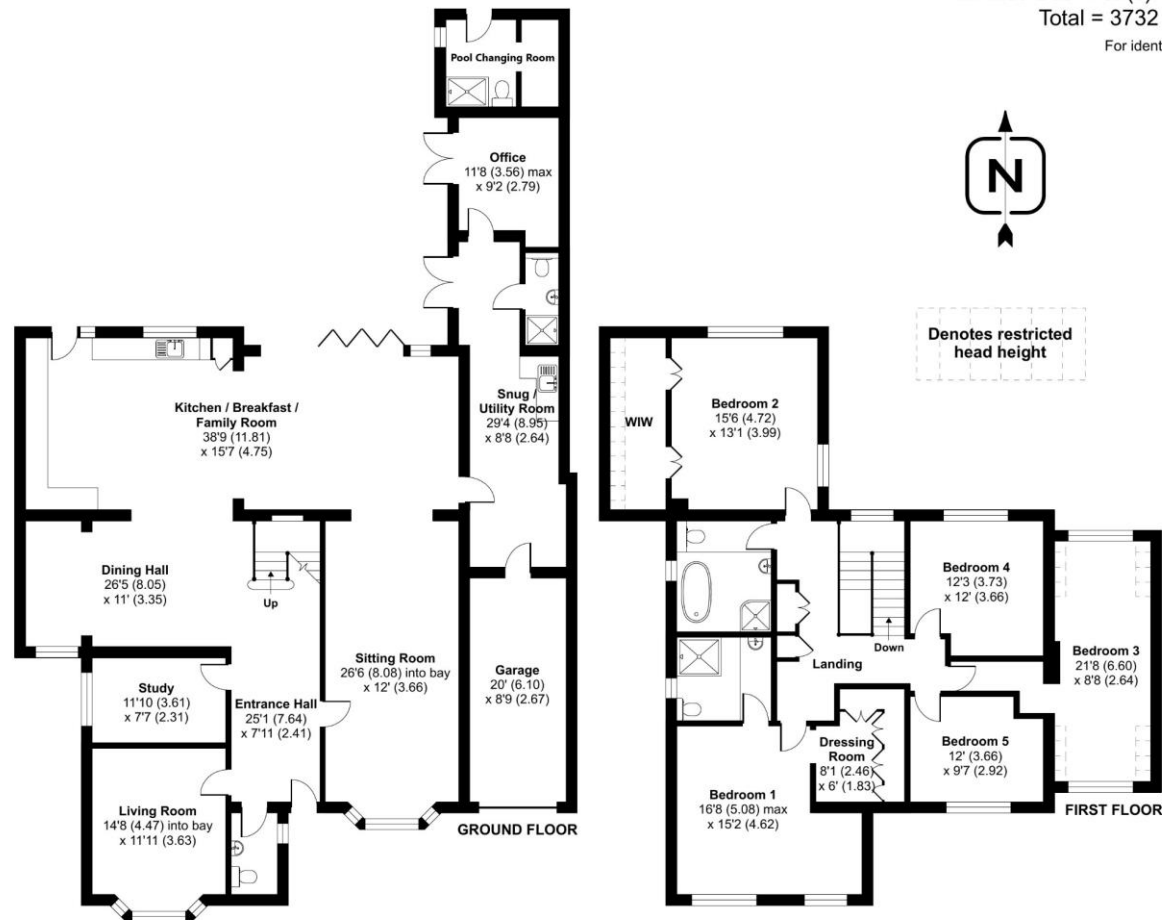 Total = 3732
For ident
N
Denotes restricted
head height
Pool Changing Room
Office
11'8 (3.56) max
x 9'2 (2.79)
Kitchen / Breakfast /
Family Room
38'9 (11.81)
x 15'7 (4.75)
Snug /
Utility Room
29'4 (8.95)
x 8'8 (2.64)
Dining Hall
26'5 (8.05)
x 11' (3.35)
Up
Study
11'10 (3.61)
x 7'7 (2.31)
Entrance Hall
25'1 (7.64)
x 7'11 (2.41)
Sitting Room
26'6 (8.08) into bay
x 12' (3.66)
Garage
20' (6.10)
x 8'9 (2.67)
Living Room
14'8 (4.47) into bay
x 11'11 (3.63)
GROUND FLOOR
WIW
Bedroom 2
15'6 (4.72)
x 13'1 (3.99)
Bedroom 4
12'3 (3.73)
x 12' (3.66)
Down
Landing
Bedroom 3
21'8 (6.60)
x 8'8 (2.64)
Dressing
Room
8'1 (2.46)
x 6' (1.83)
Bedroom 5
12' (3.66)
x 9'7 (2.92)
Bedroom 1
16'8 (5.08) max
x 15'2 (4.62)
FIRST FLOOR